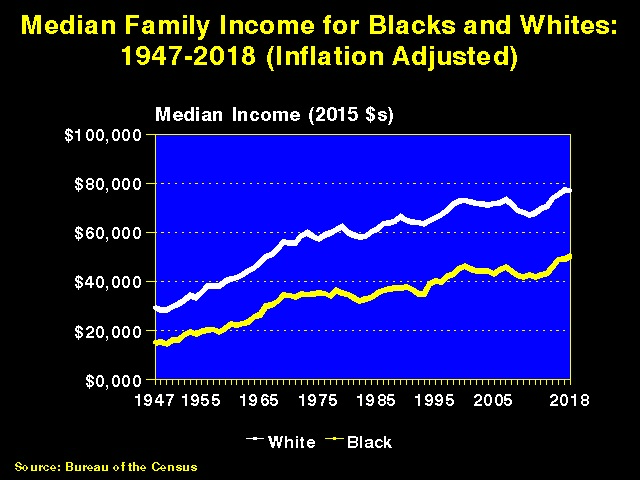 Median Family Income for Blacks and Whites:
1947-2018 (Inflation Adjusted)
Median Income (2015 $s)
$100,000
$80,000
$60,000
$40,000
$20,000
$0,000
1947 1955 1965 1975 1985 1995 2005 2018
White Black
Source: Bureau of the Census